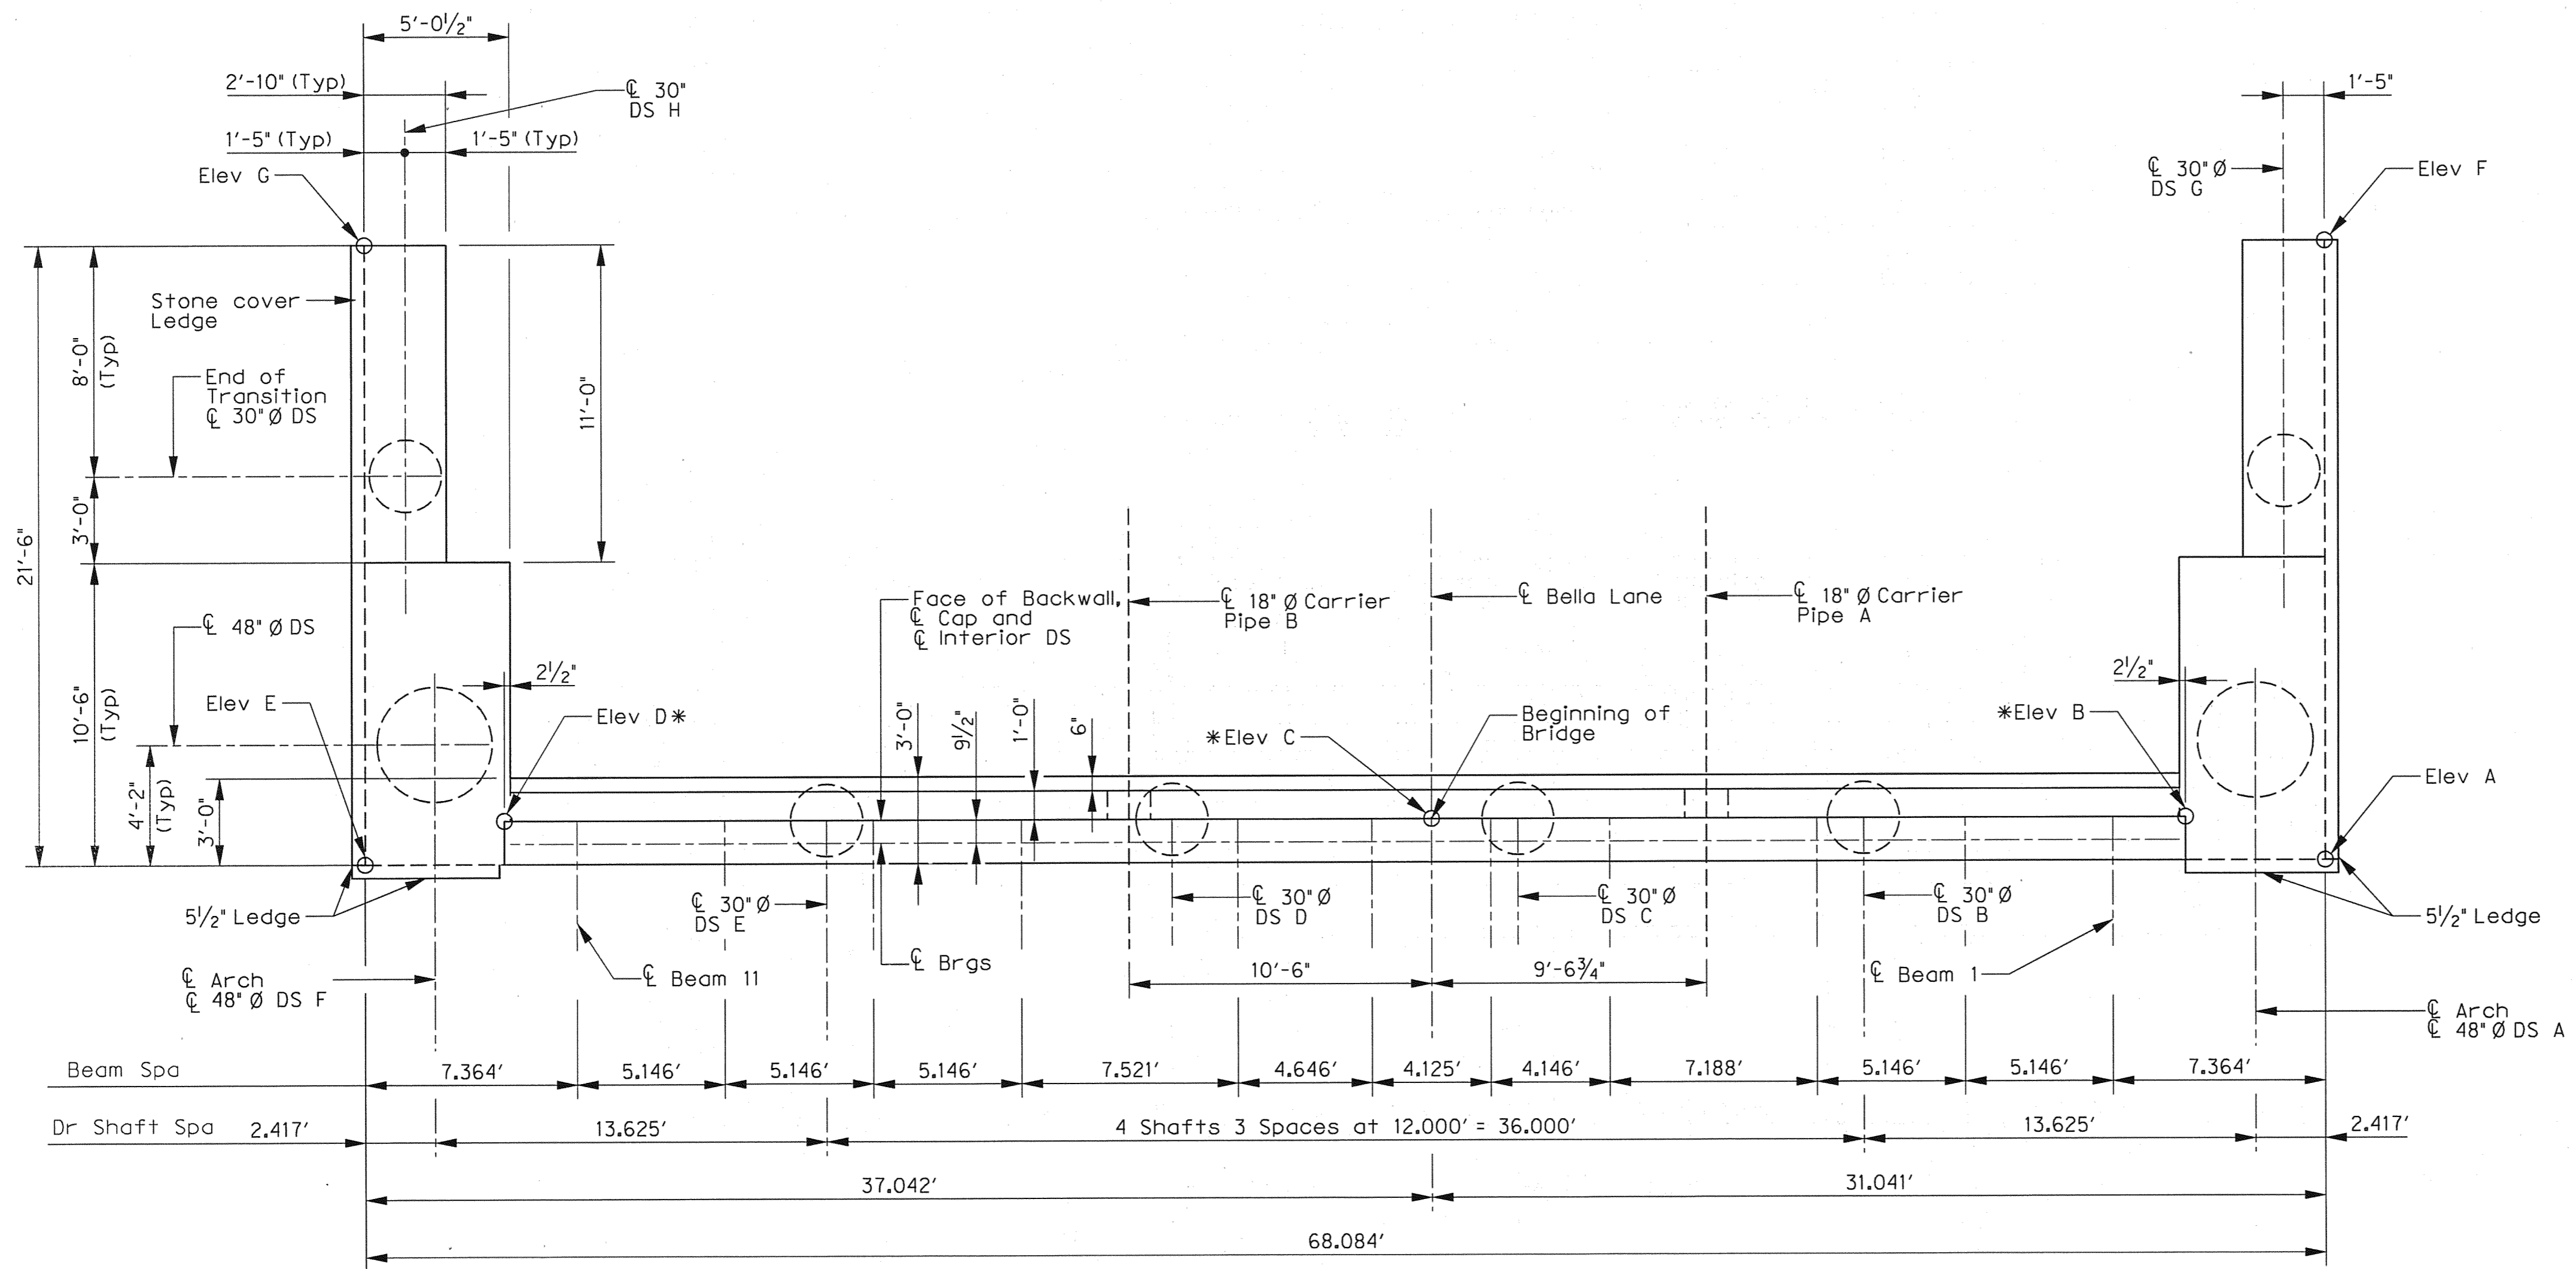 5'-0½"
2'-10" (Typ)
℄ 30"
DS H
1'-5"
1'-5" (Typ)
1'-5" (Typ)
Elev G
℄ 30"Ø
DS G
Elev F
Stone cover
Ledge
8'-0"
(Typ)
End of
Transition
℄ 30"Ø DS
11'-0"
3'-0"
21'-6"
Face of Backwall,
℄ Cap and
℄ Interior DS
℄ 18"Ø Carrier
Pipe B
℄ Bella Lane
℄ 18"Ø Carrier
Pipe A
℄ 48"Ø DS
10'-6"
(Typ)
2½"
2½"
Elev E
Elev D*
3'-0"
9½"
1'-0"
6"
*Elev C
Beginning of
Bridge
*Elev B
Elev A
4'-2"
(Typ)
3'-0"
5½" Ledge
℄ 30"Ø
DS E
℄ 30"Ø
DS D
℄ 30"Ø
DS C
℄ 30"Ø
DS B
5½" Ledge
℄ Arch
℄ 48"Ø DS F
℄ Beam 11
℄ Brgs
10'-6"
9'-6¾"
℄ Beam 1
℄ Arch
℄ 48"Ø DS A
Beam Spa 7.364' 5.146' 5.146' 5.146' 7.521' 4.646' 4.125' 4.146' 7.188' 5.146' 5.146' 7.364'
Dr Shaft Spa 2.417' 13.625' 4 Shafts 3 Spaces at 12.000' = 36.000' 13.625' 2.417'
37.042' 31.041'
68.084'